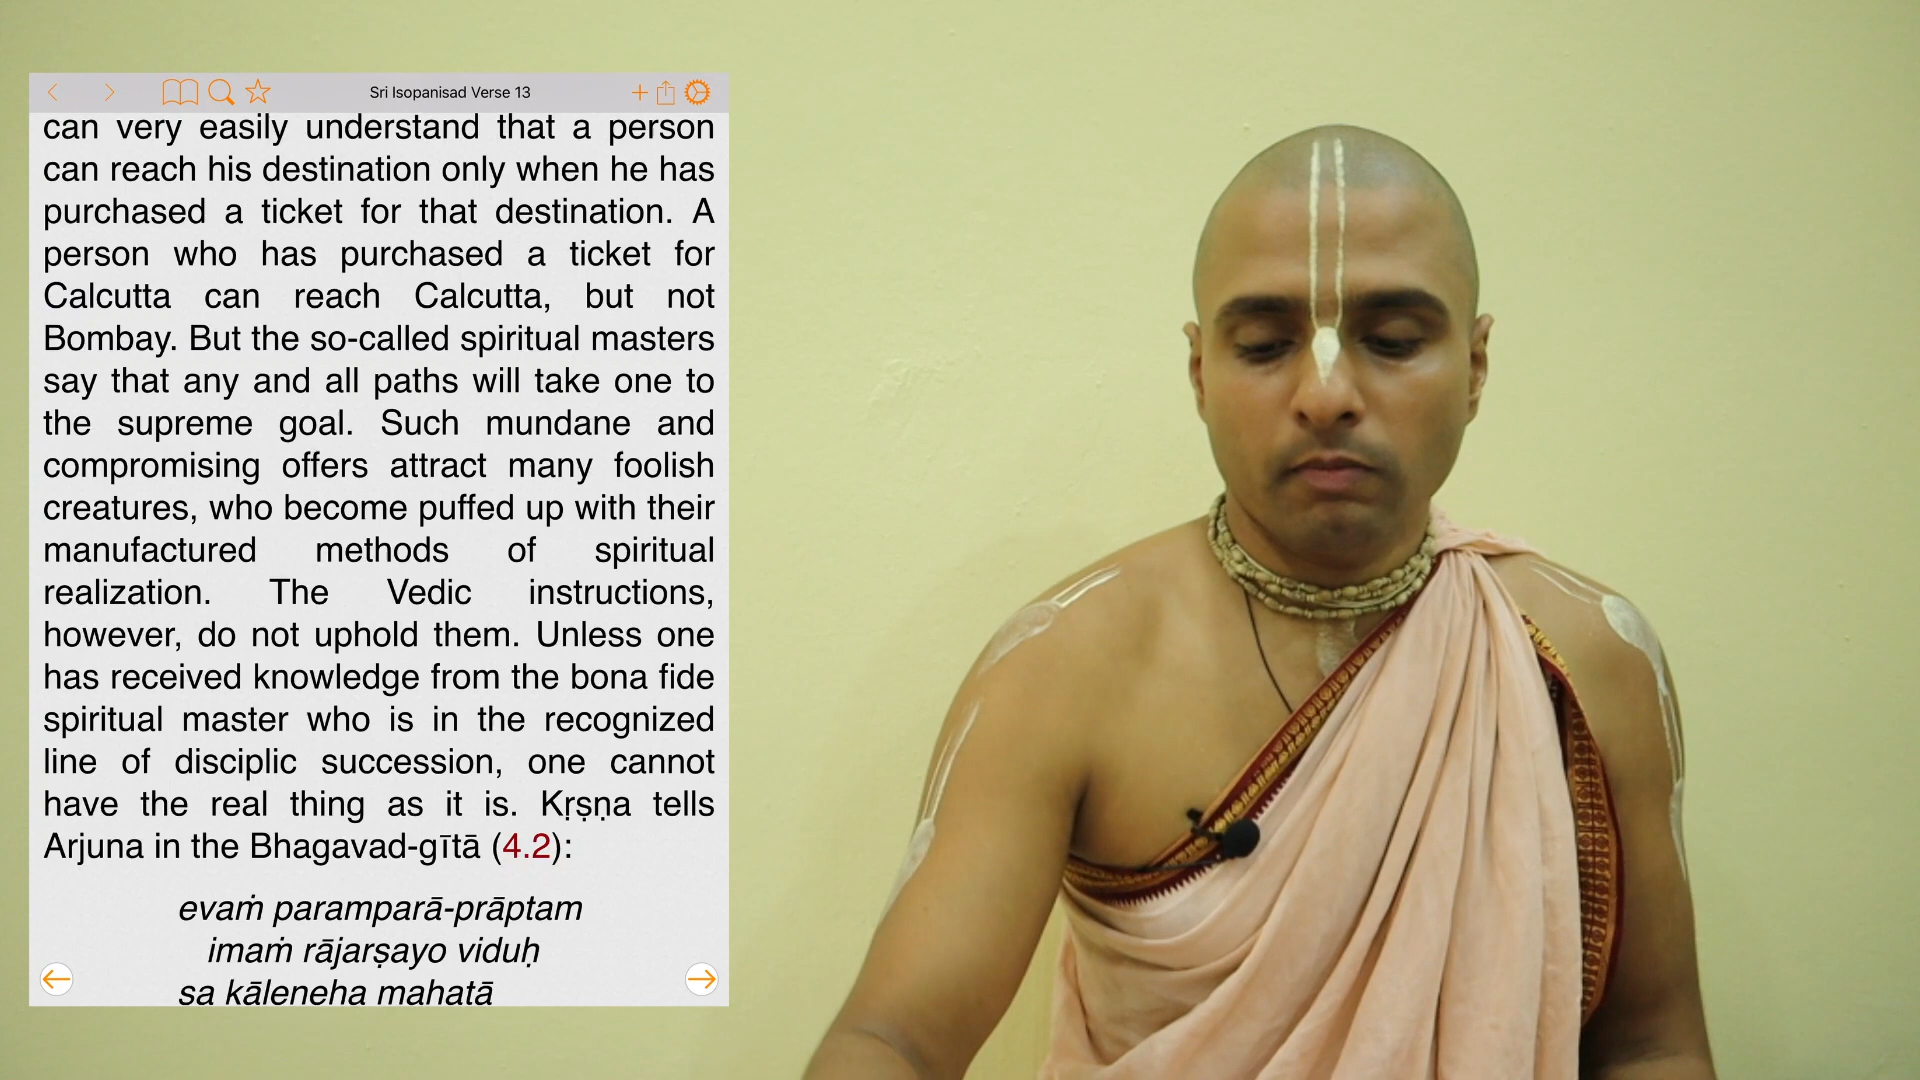 Sri Isopanisad Verse 13
can very easily understand that a person
can reach his destination only when he has
purchased a ticket for that destination. A
person who has purchased a ticket for
Calcutta can reach Calcutta, but not
Bombay. But the so-called spiritual masters
say that any and all paths will take one to
the supreme goal. Such mundane and
compromising offers attract many foolish
creatures, who become puffed up with their
manufactured methods of spiritual
realization. The Vedic instructions,
however, do not uphold them. Unless one
has received knowledge from the bona fide
spiritual master who is in the recognized
line of disciplic succession, one cannot
have the real thing as it is. Kṛṣṇa tells
Arjuna in the Bhagavad-gītā (4.2):
evaṁ paramparā-prāptam
imaṁ rājarṣayo viduḥ
sa kāleneha mahatā